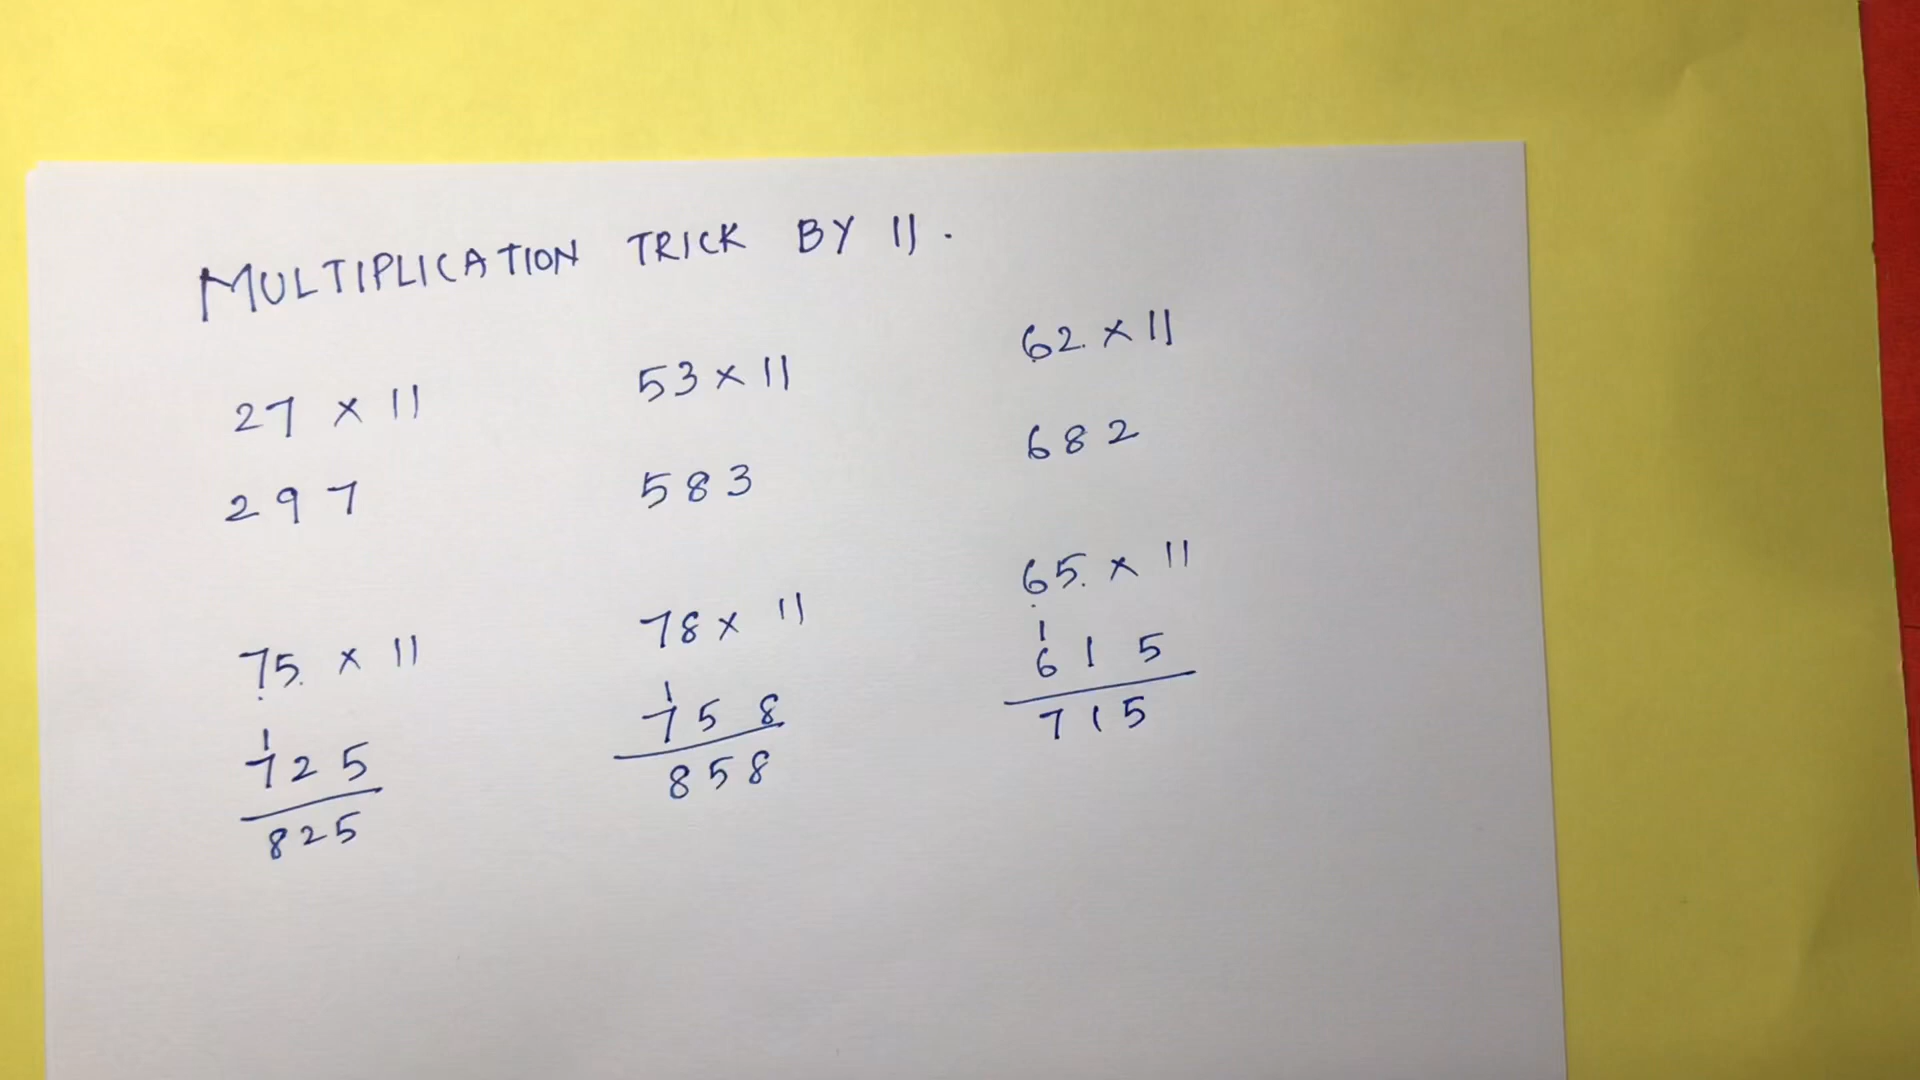 MULTIPLICATION TRICK BY 11.
27 x 11
297
53 x 11
583
62. x 11
682
75. x 11
1
725
825
78 x 11
1
758
858
65. x 11
1
615
715